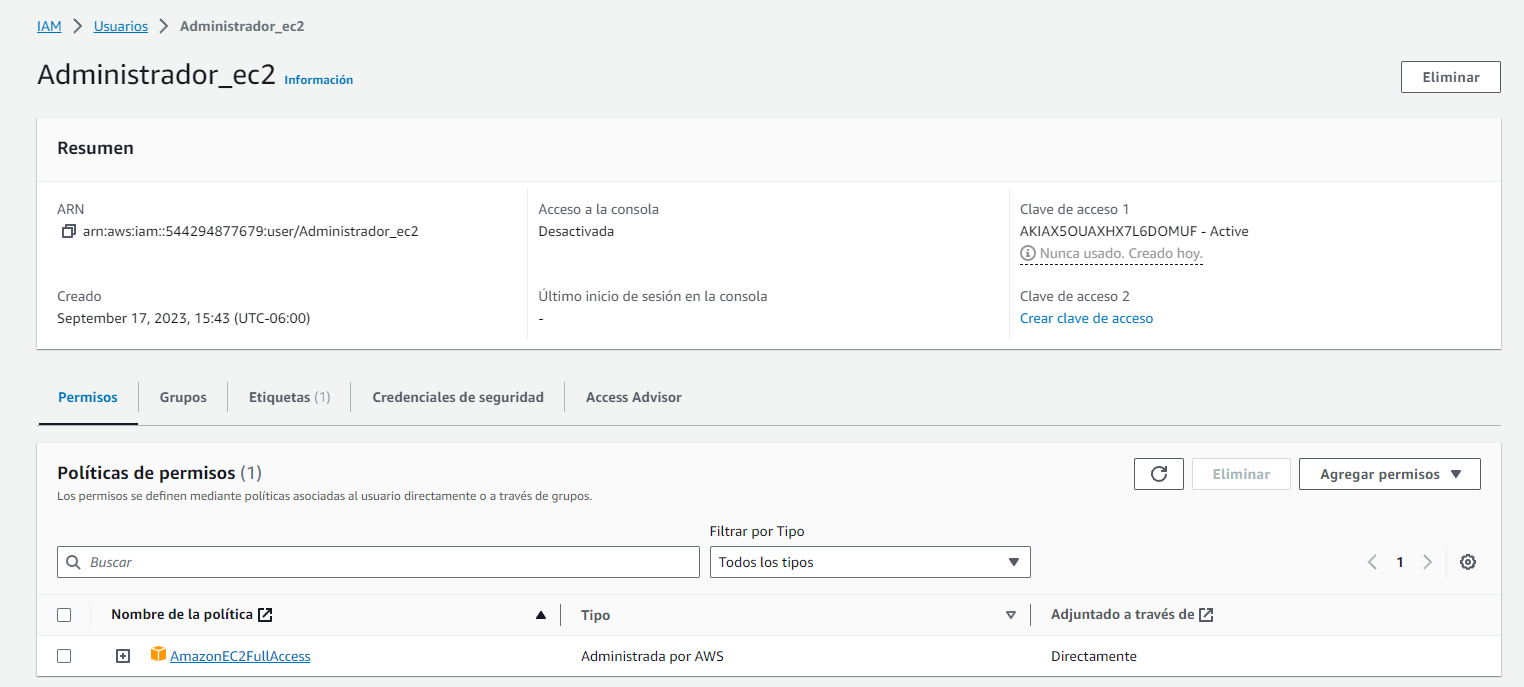 IAM > Usuarios > Administrador_ec2
Administrador_ec2 Información
Eliminar
Resumen
ARN
arn:aws:iam::544294877679:user/Administrador_ec2
Creado
September 17, 2023, 15:43 (UTC-06:00)
Acceso a la consola
Desactivada
Último inicio de sesión en la consola
-
Clave de acceso 1
AKIAX5OUAXHX7L6DOMUF - Active
Nunca usado. Creado hoy.
Clave de acceso 2
Crear clave de acceso
Permisos
Grupos
Etiquetas (1)
Credenciales de seguridad
Access Advisor
Políticas de permisos (1)
Los permisos se definen mediante políticas asociadas al usuario directamente o a través de grupos.
Eliminar
Agregar permisos
Filtrar por Tipo
Buscar
Todos los tipos
1
Nombre de la política
Tipo
Adjuntado a través de
AmazonEC2FullAccess
Administrada por AWS
Directamente